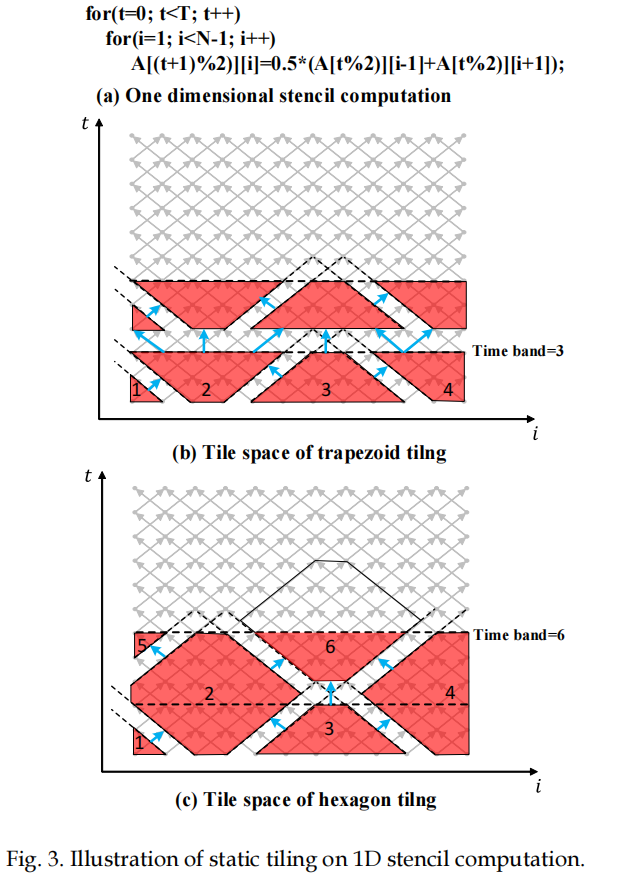 for(t=0; t<T; t++)
for(i=1; i<N-1; i++)
A[(t+1)%2)][i]=0.5*(A[t%2)][i-1]+A[t%2)][i+1]);
(a) One dimensional stencil computation
t
Time band=3
1
2
3
4
i
(b) Tile space of trapezoid tilng
t
5
6
Time band=6
2
4
3
1
i
(c) Tile space of hexagon tilng
Fig. 3. Illustration of static tiling on 1D stencil computation.